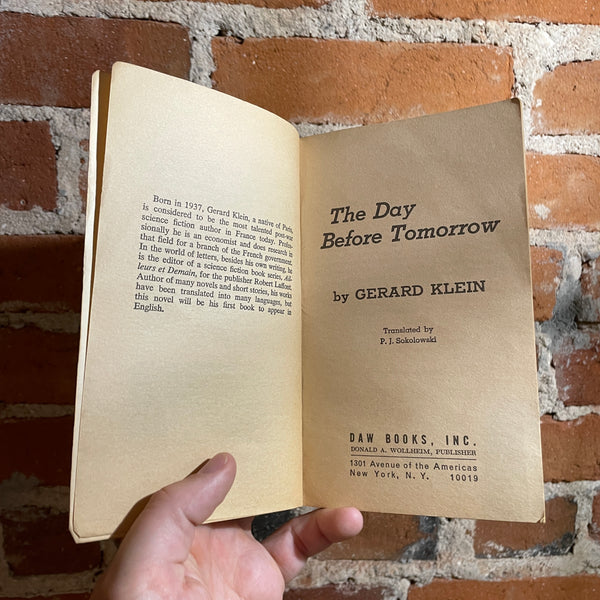 Born in 1937, Gerard Klein, a native of Paris,
is considered to be the most talented post-war
science fiction author in France today. Profes-
sionally he is an economist and does research in
that field for a branch of the French government.
In the world of letters, besides his own writing, he
is the editor of a science fiction book series, Ail-
leurs et Demain, for the publisher Robert Laffont.
Author of many novels and short stories, his works
have been translated into many languages, but
this novel will be his first book to appear in
English.
The Day
Before Tomorrow
by GERARD KLEIN
Translated by
P. J. Sokolowski
DAW BOOKS, INC.
DONALD A. WOLLHEIM, PUBLISHER
1301 Avenue of the Americas
New York, N. Y. 10019